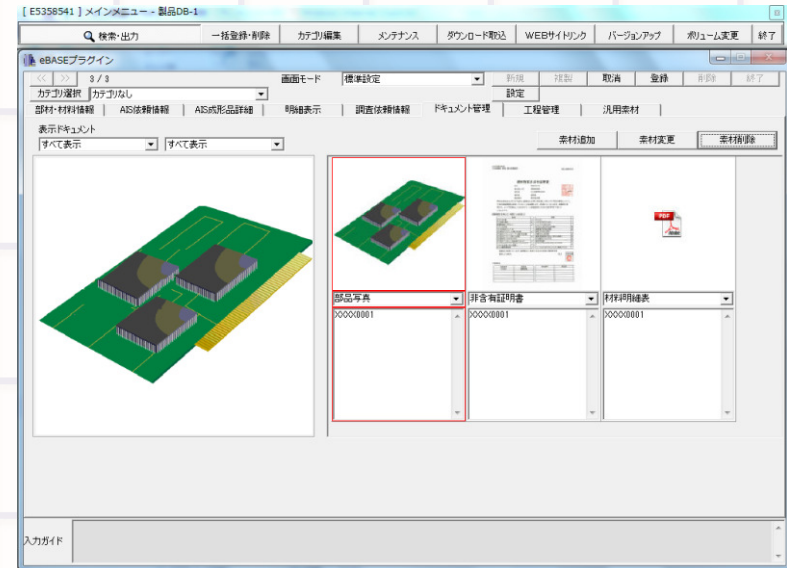 [ E5358541 ] メインメニュー - 製品DB-1
検索・出力 一括登録・削除 カテゴリ編集 メンテナンス ダウンロード取込 WEBサイトリンク バージョンアップ ボリューム変更 終了
eBASEプラグイン
<< >> 3 / 3 画面モード 標準設定 新規 複製 取消 登録 削除 終了
カテゴリ選択 カテゴリなし 設定
部材・材料情報 AIS依頼情報 AIS成形品詳細 明細表示 調査依頼情報 ドキュメント管理 工程管理 汎用素材
表示ドキュメント
すべて表示 すべて表示 素材追加 素材変更 素材削除
PDF
部品写真 非含有証明書 材料明細表
XXXX0001 XXXX0001 XXXX0001
入力ガイド